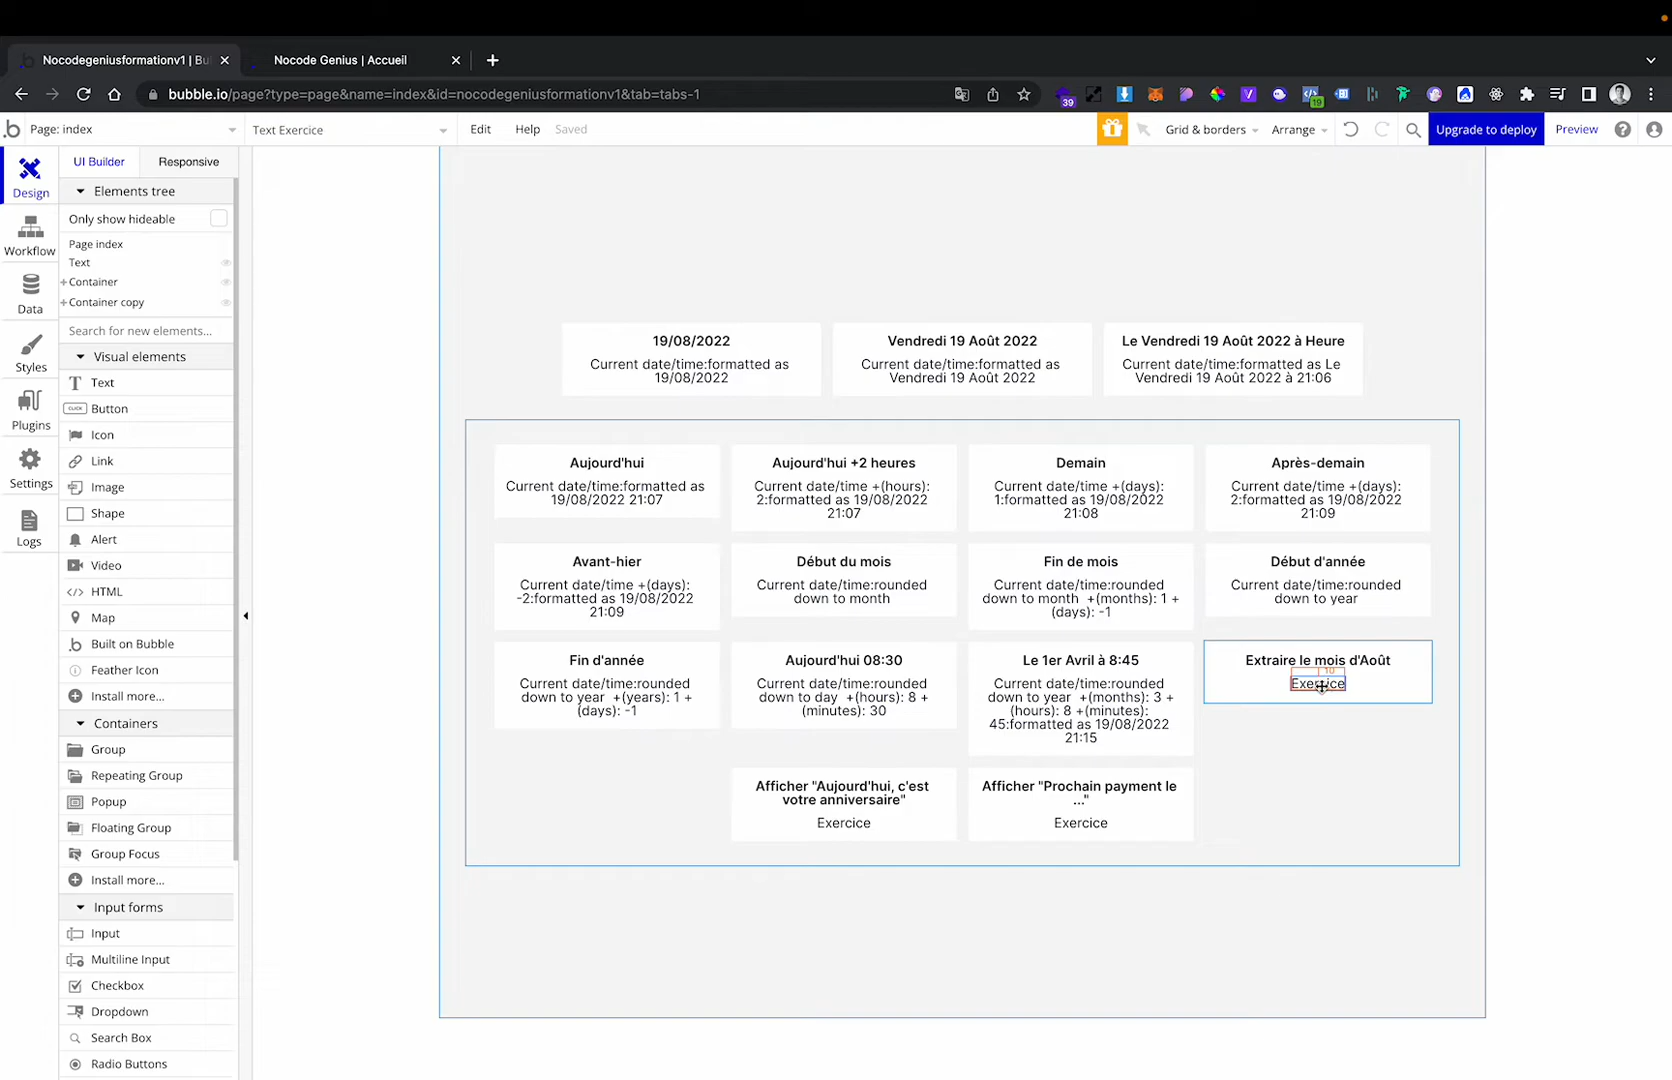 Nocodegeniusformationv1 | Bu
Nocode Genius | Accueil
bubble.io/page?type=page&name=index&id=nocodegeniusformationv1&tab=tabs-1
39
19
Page: index
Text Exercice
Edit
Help
Saved
Grid & borders
Arrange
Upgrade to deploy
Preview
Design
Workflow
Data
Styles
Plugins
Settings
Logs
UI Builder
Responsive
Elements tree
Only show hideable
Page index
Text
Container
Container copy
Search for new elements...
Visual elements
Text
CLICK
Button
Icon
Link
Image
Shape
Alert
Video
HTML
Map
Built on Bubble
Feather Icon
Install more...
Containers
Group
Repeating Group
Popup
Floating Group
Group Focus
Install more...
Input forms
Input
Multiline Input
Checkbox
Dropdown
Search Box
Radio Buttons
19/08/2022
Current date/time:formatted as
19/08/2022
Vendredi 19 Août 2022
Current date/time:formatted as
Vendredi 19 Août 2022
Le Vendredi 19 Août 2022 à Heure
Current date/time:formatted as Le
Vendredi 19 Août 2022 à 21:06
Aujourd'hui
Current date/time:formatted as
19/08/2022 21:07
Aujourd'hui +2 heures
Current date/time +(hours):
2:formatted as 19/08/2022
21:07
Demain
Current date/time +(days):
1:formatted as 19/08/2022
21:08
Après-demain
Current date/time +(days):
2:formatted as 19/08/2022
21:09
Avant-hier
Current date/time +(days):
-2:formatted as 19/08/2022
21:09
Début du mois
Current date/time:rounded
down to month
Fin de mois
Current date/time:rounded
down to month +(months): 1 +
(days): -1
Début d'année
Current date/time:rounded
down to year
Fin d'année
Current date/time:rounded
down to year +(years): 1 +
(days): -1
Aujourd'hui 08:30
Current date/time:rounded
down to day +(hours): 8 +
(minutes): 30
Le 1er Avril à 8:45
Current date/time:rounded
down to year +(months): 3 +
(hours): 8 +(minutes):
45:formatted as 19/08/2022
21:15
Extraire le mois d'Août
10
Exercice
Afficher "Aujourd'hui, c'est
votre anniversaire"
Exercice
Afficher "Prochain payment le
..."
Exercice